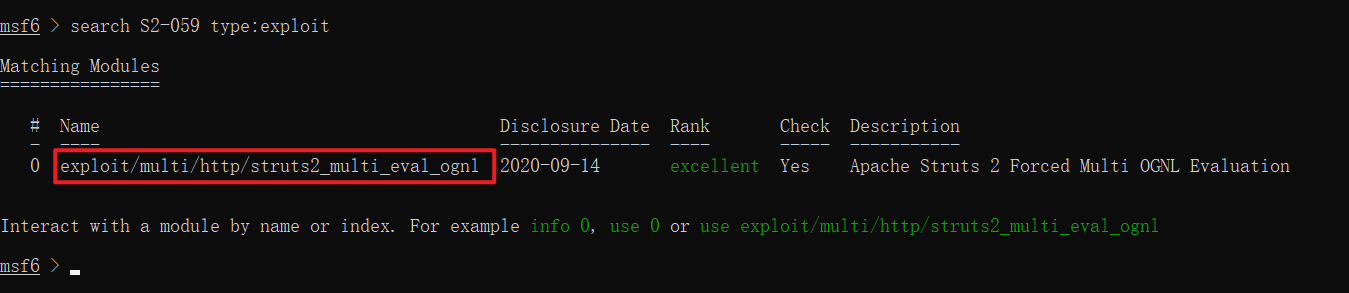 msf6 > search S2-059 type:exploit
Matching Modules
================
#  Name                                     Disclosure Date  Rank       Check  Description
-  ----                                     ---------------  ----       -----  -----------
0  exploit/multi/http/struts2_multi_eval_ognl  2020-09-14       excellent  Yes    Apache Struts 2 Forced Multi OGNL Evaluation
Interact with a module by name or index. For example info 0, use 0 or use exploit/multi/http/struts2_multi_eval_ognl
msf6 >